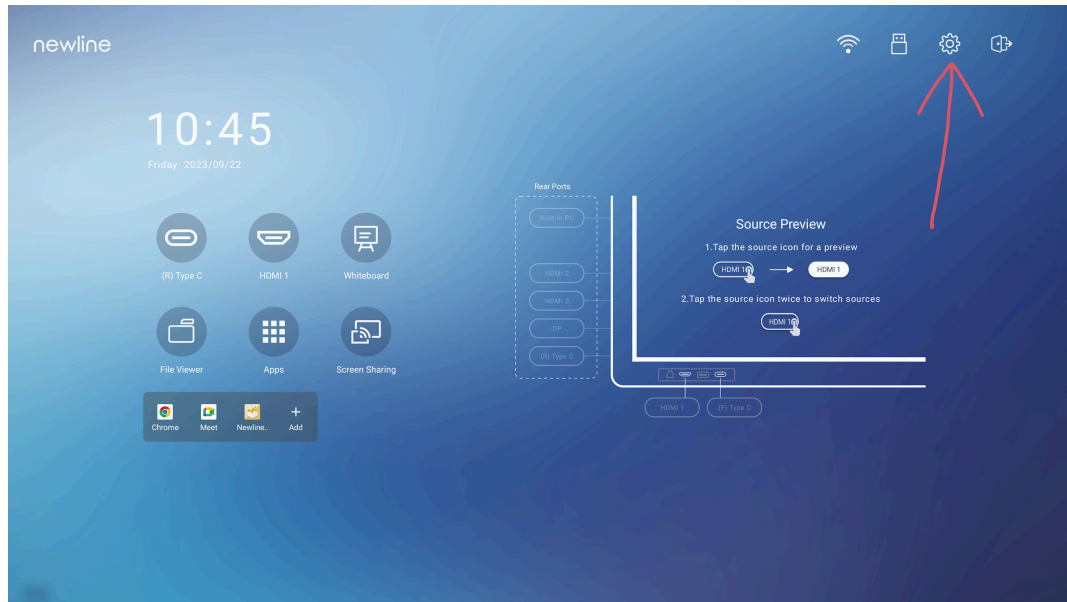 newline
10:45
Friday 2023/09/22
(R) Type C
HDMI 1
Whiteboard
File Viewer
Apps
Screen Sharing
Chrome
Meet
Newline..
Add
Rear Ports
Built-in PC
HDMI 2
HDMI 3
DP
(R) Type C
HDMI 1
(F) Type C
Source Preview
1.Tap the source icon for a preview
HDMI 1
HDMI 1
2.Tap the source icon twice to switch sources
HDMI 1